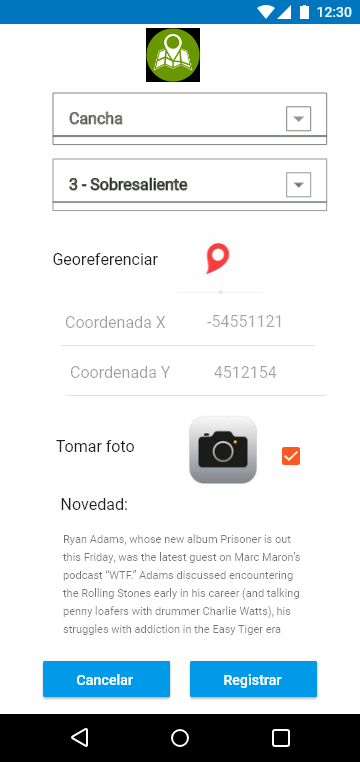 12:30
Cancha
3 - Sobresaliente
Georeferenciar
Coordenada X -54551121
Coordenada Y 4512154
Tomar foto
Novedad:
Ryan Adams, whose new album Prisoner is out
this Friday, was the latest guest on Marc Maron's
podcast “WTF.” Adams discussed encountering
the Rolling Stones early in his career (and talking
penny loafers with drummer Charlie Watts), his
struggles with addiction in the Easy Tiger era
Cancelar Registrar